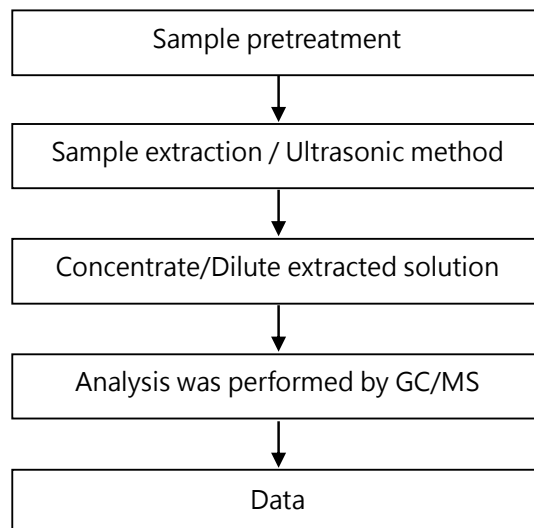 Sample pretreatment
Sample extraction / Ultrasonic method
Concentrate/Dilute extracted solution
Analysis was performed by GC/MS
Data